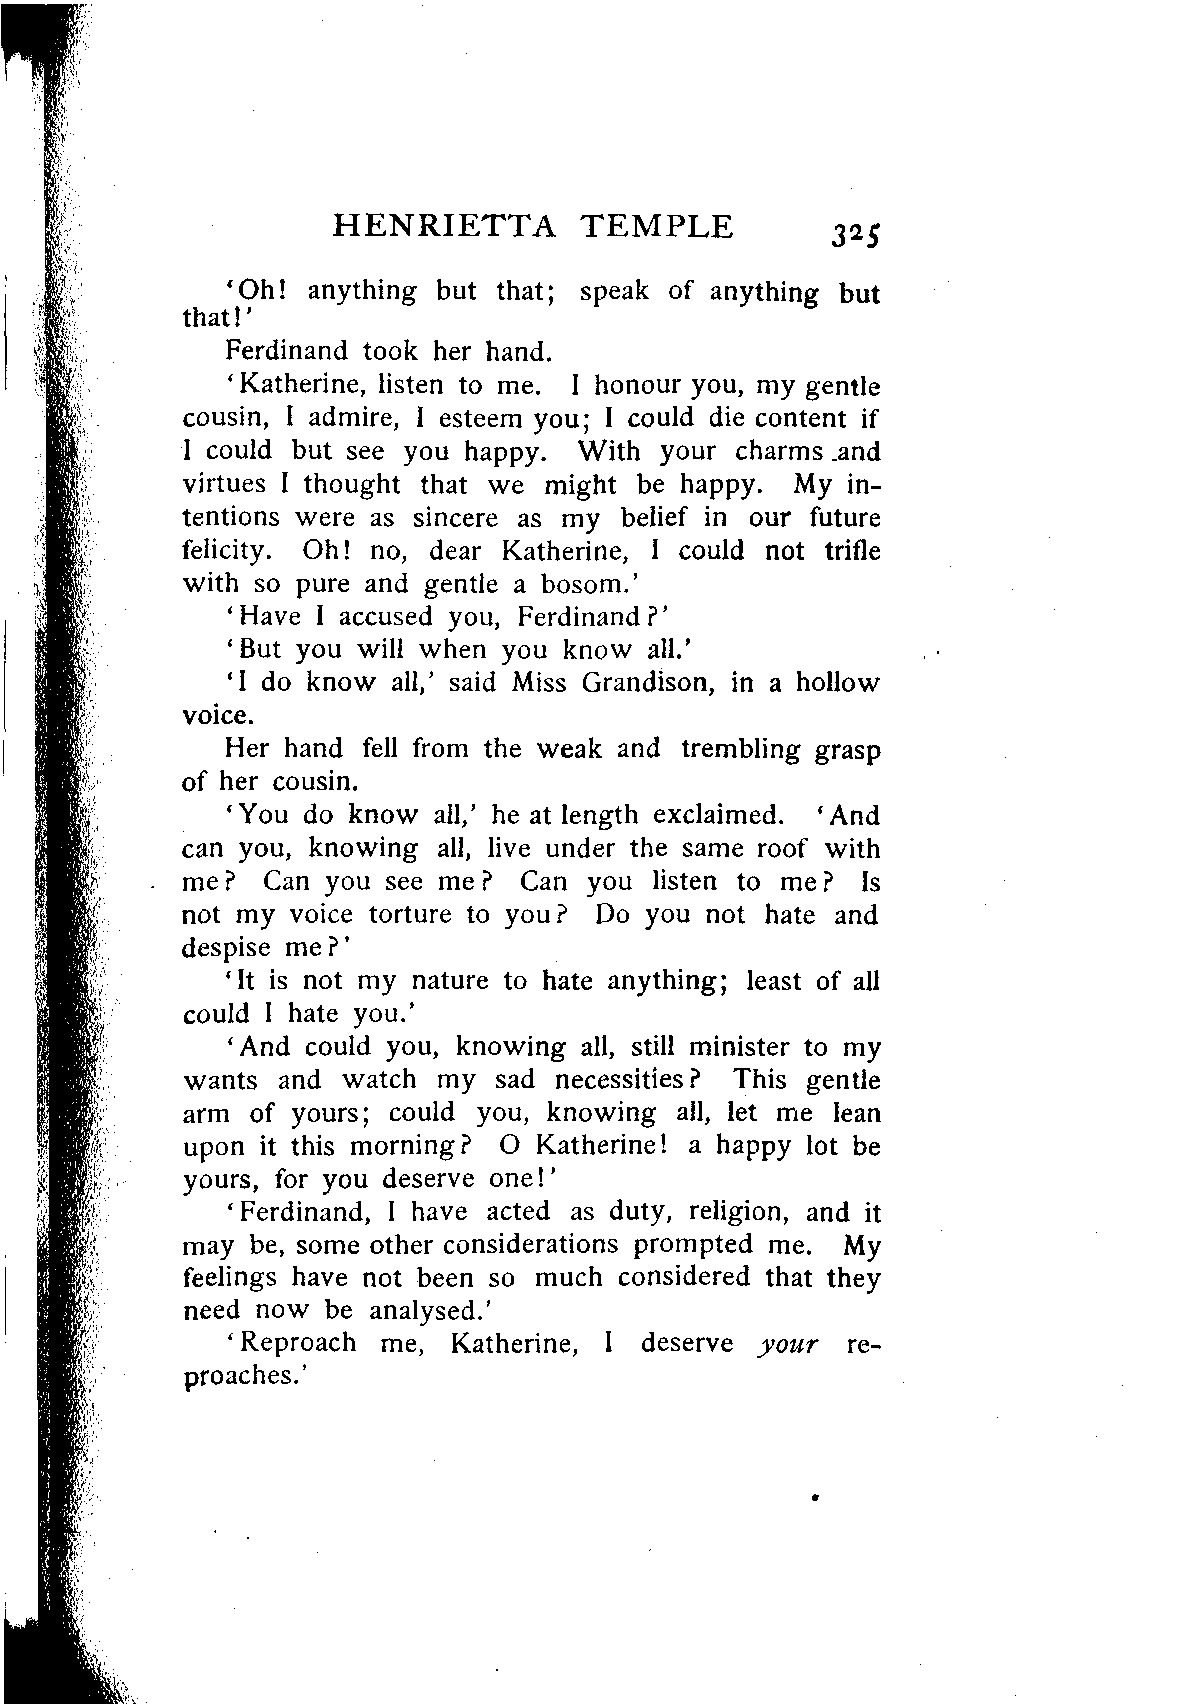 HENRIETTA TEMPLE 325
‘Oh! anything but that; speak of anything but
that!’
Ferdinand took her hand.
‘Katherine, listen to me. I honour you, my gentle
cousin, I admire, I esteem you; I could die content if
I could but see you happy. With your charms and
virtues I thought that we might be happy. My in-
tentions were as sincere as my belief in our future
felicity. Oh! no, dear Katherine, I could not trifle
with so pure and gentle a bosom.’
‘Have I accused you, Ferdinand?’
‘But you will when you know all.’
‘I do know all,’ said Miss Grandison, in a hollow
voice.
Her hand fell from the weak and trembling grasp
of her cousin.
‘You do know all,’ he at length exclaimed. ‘And
can you, knowing all, live under the same roof with
me? Can you see me? Can you listen to me? Is
not my voice torture to you? Do you not hate and
despise me?’
‘It is not my nature to hate anything; least of all
could I hate you.’
‘And could you, knowing all, still minister to my
wants and watch my sad necessities? This gentle
arm of yours; could you, knowing all, let me lean
upon it this morning? O Katherine! a happy lot be
yours, for you deserve one!’
‘Ferdinand, I have acted as duty, religion, and it
may be, some other considerations prompted me. My
feelings have not been so much considered that they
need now be analysed.’
‘Reproach me, Katherine, I deserve your re-
proaches.’